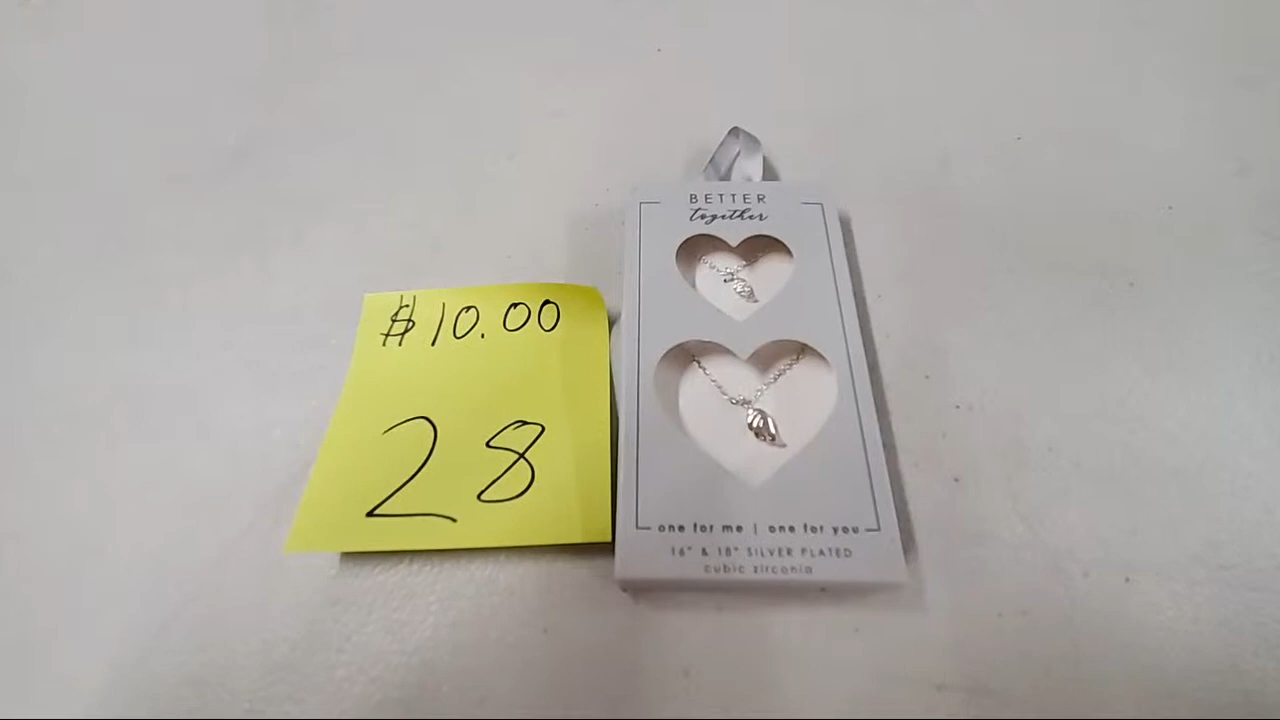 $10.00
28
BETTER
together
one for me | one for you
16" & 18" SILVER PLATED
cubic zirconia